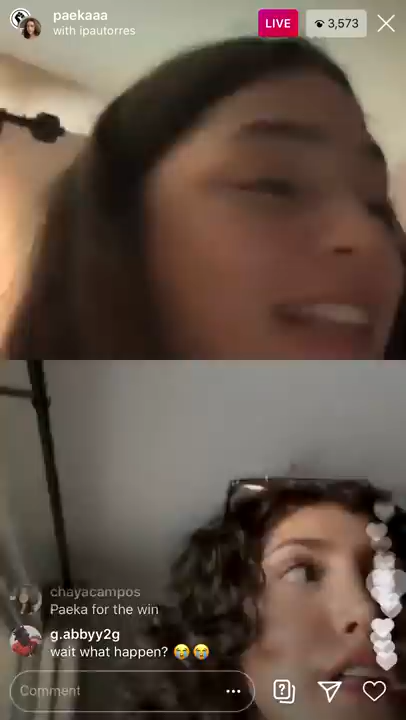 paekaaa
with ipautorres
LIVE
3,573
chayacampos
Paeka for the win
g.abbyy2g
wait what happen? 😭😭
Comment